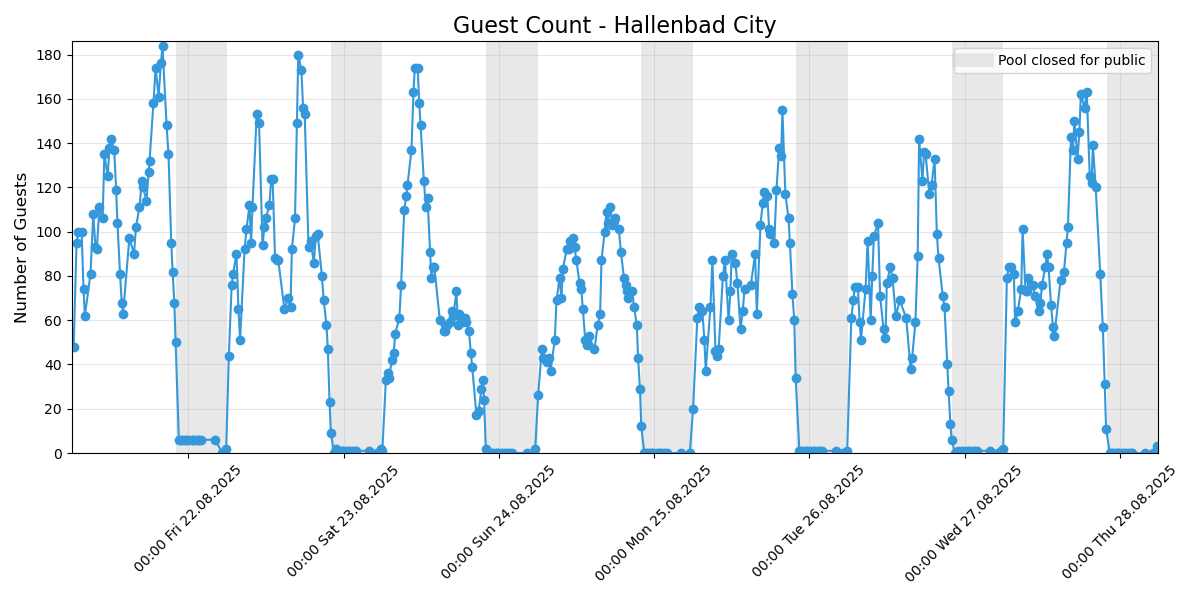 Guest Count - Hallenbad City
Pool closed for public
Number of Guests
180
160
140
120
100
80
60
40
20
0
00:00 Fri 22.08.2025
00:00 Sat 23.08.2025
00:00 Sun 24.08.2025
00:00 Mon 25.08.2025
00:00 Tue 26.08.2025
00:00 Wed 27.08.2025
00:00 Thu 28.08.2025